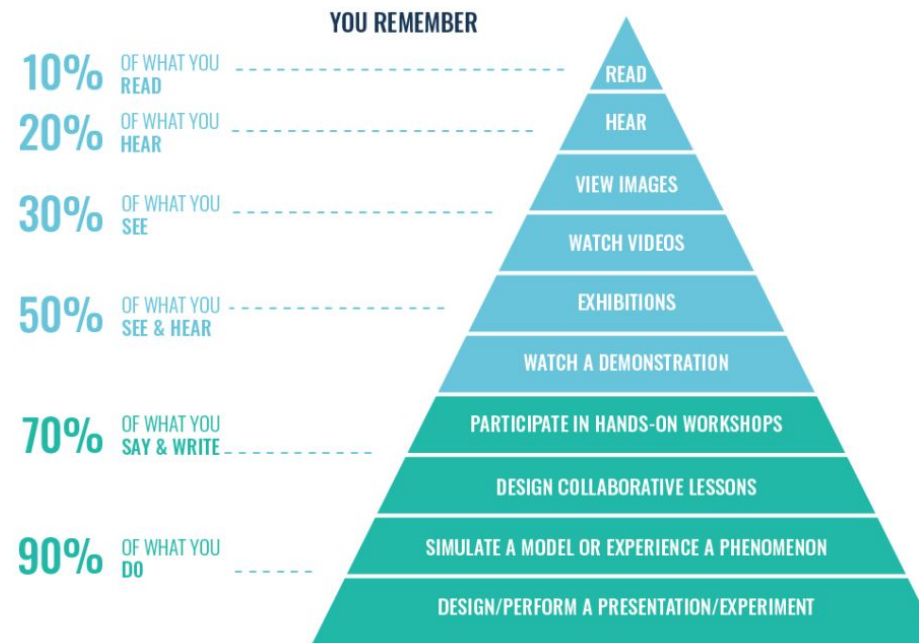 YOU REMEMBER
10% OF WHAT YOU
READ
20% OF WHAT YOU
HEAR
30% OF WHAT YOU
SEE
50% OF WHAT YOU
SEE & HEAR
70% OF WHAT YOU
SAY & WRITE
90% OF WHAT YOU
DO
READ
HEAR
VIEW IMAGES
WATCH VIDEOS
EXHIBITIONS
WATCH A DEMONSTRATION
PARTICIPATE IN HANDS-ON WORKSHOPS
DESIGN COLLABORATIVE LESSONS
SIMULATE A MODEL OR EXPERIENCE A PHENOMENON
DESIGN/PERFORM A PRESENTATION/EXPERIMENT